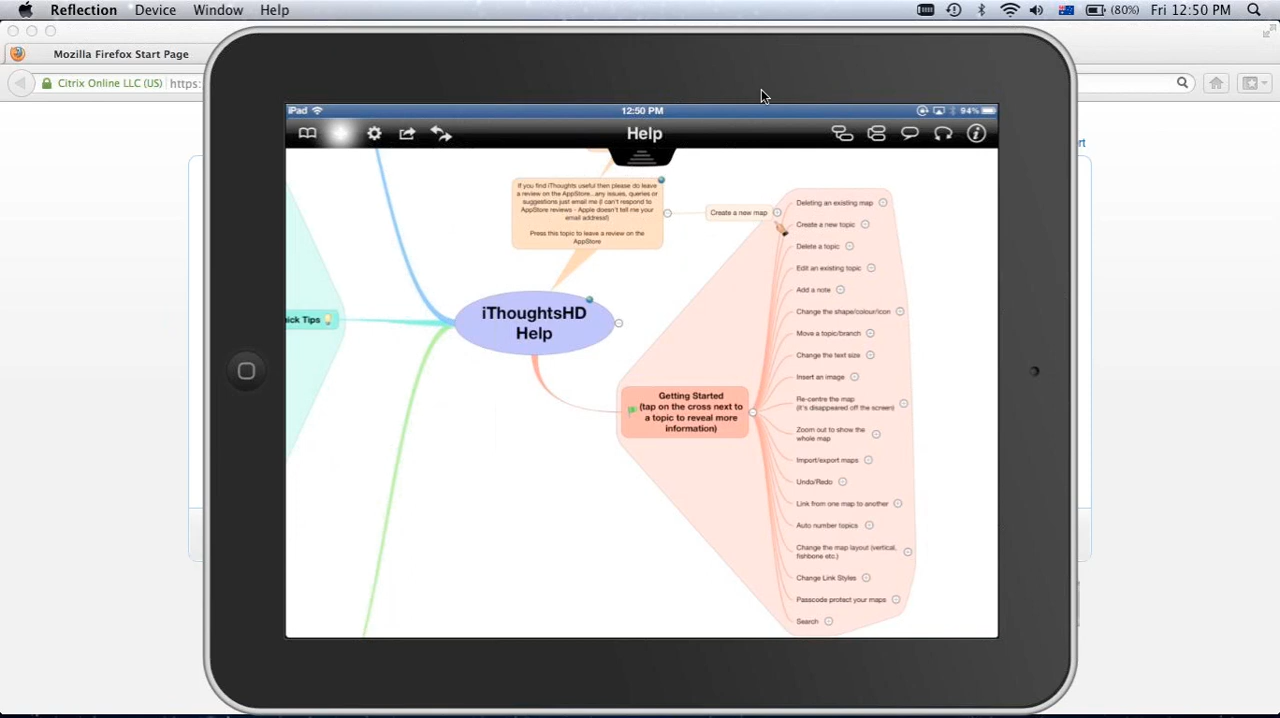 Reflection Device Window Help
(80%) Fri 12:50 PM
Mozilla Firefox Start Page
Citrix Online LLC (US) https:
iPad 12:50 PM 94%
Help
If you find iThoughts useful then please do leave
a review on the AppStore...any issues, queries or
suggestions just email me (I can't respond to
AppStore reviews - Apple doesn't tell me your
email address!)
Press this topic to leave a review on the
AppStore
Create a new map
iThoughtsHD
Help
ick Tips
Getting Started
(tap on the cross next to
a topic to reveal more
information)
Deleting an existing map
Create a new topic
Delete a topic
Edit an existing topic
Add a note
Change the shape/colour/icon
Move a topic/branch
Change the text size
Insert an image
Re-centre the map
(it's disappeared off the screen)
Zoom out to show the
whole map
Import/export maps
Undo/Redo
Link from one map to another
Auto number topics
Change the map layout (vertical,
fishbone etc.)
Change Link Styles
Passcode protect your maps
Search